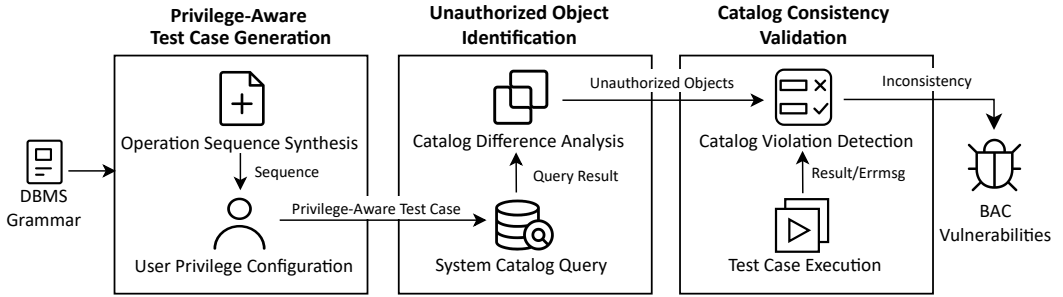 Privilege-Aware
Test Case Generation
Unauthorized Object
Identification
Catalog Consistency
Validation
DBMS
Grammar
Operation Sequence Synthesis
Sequence
User Privilege Configuration
Privilege-Aware Test Case
Catalog Difference Analysis
Query Result
System Catalog Query
Unauthorized Objects
Catalog Violation Detection
Result/Errmsg
Test Case Execution
Inconsistency
BAC
Vulnerabilities